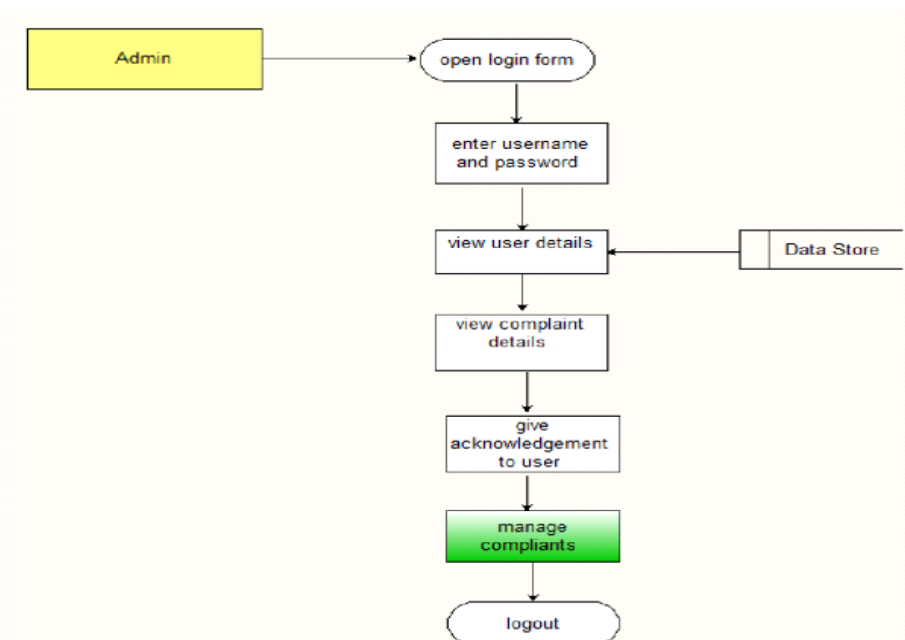 Admin
open login form
enter username
and password
view user details
Data Store
view complaint
details
give
acknowledgement
to user
manage
compliants
logout